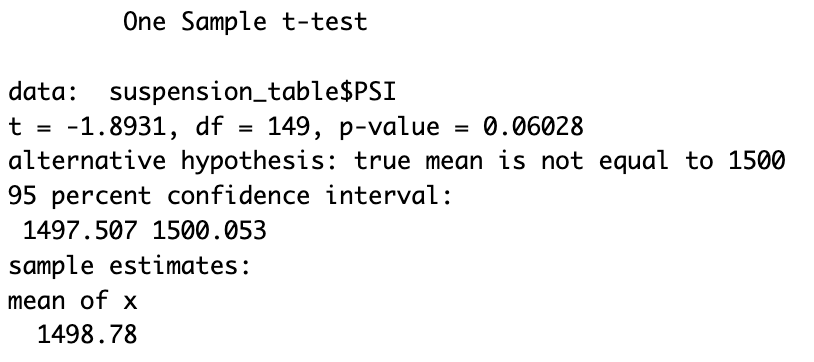 One Sample t-test
data:  suspension_table$PSI
t = -1.8931, df = 149, p-value = 0.06028
alternative hypothesis: true mean is not equal to 1500
95 percent confidence interval:
1497.507 1500.053
sample estimates:
mean of x
1498.78